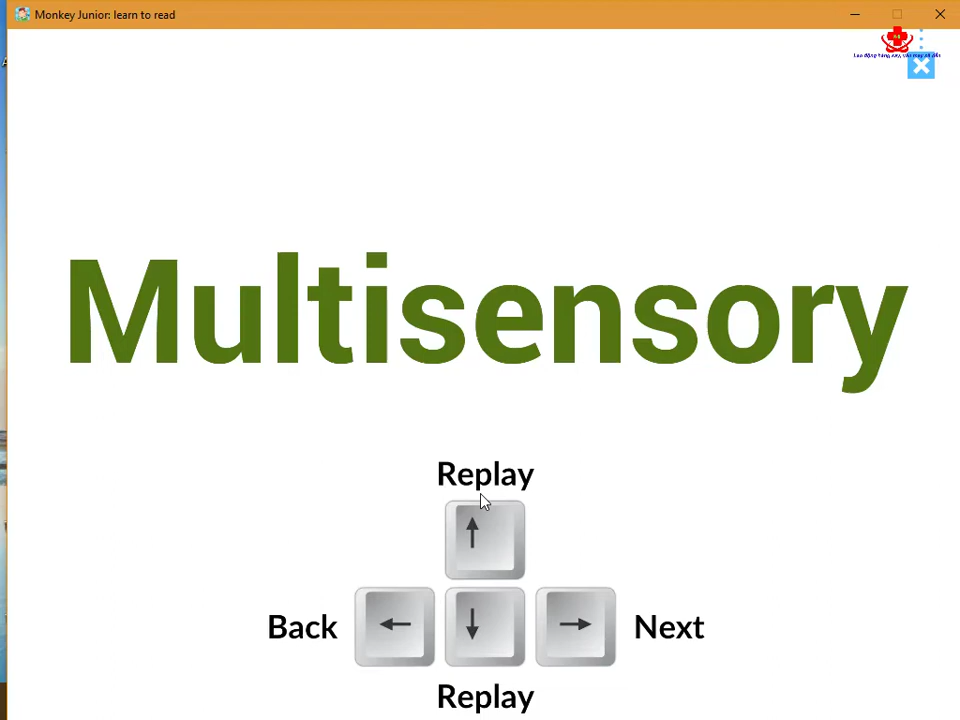 Monkey Junior: learn to read
Multisensory
Replay
Back
Next
Replay